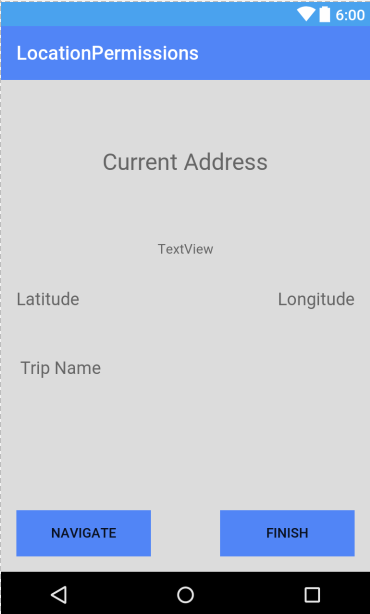 6:00
LocationPermissions
Current Address
TextView
Latitude Longitude
Trip Name
NAVIGATE FINISH